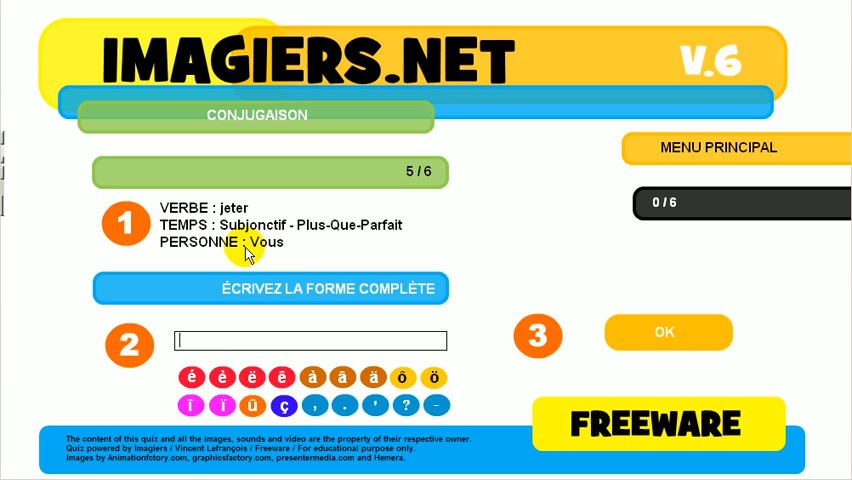 IMAGIERS.NET
V.6
CONJUGAISON
MENU PRINCIPAL
5 / 6
0 / 6
1
VERBE : jeter
TEMPS : Subjonctif - Plus-Que-Parfait
PERSONNE : Vous
ÉCRIVEZ LA FORME COMPLÈTE
2
3
OK
é è ë ê à â ä ô ö
î ï û ç , . ' ? -
FREEWARE
The content of this quiz and all the images, sounds and video are the property of their respective owner.
Quiz powered by Imagiers / Vincent Lefrançois / Freeware / For educational purpose only.
Images by Animationfctory.com, graphicsfactory.com, presentermedia.com and Hemera.